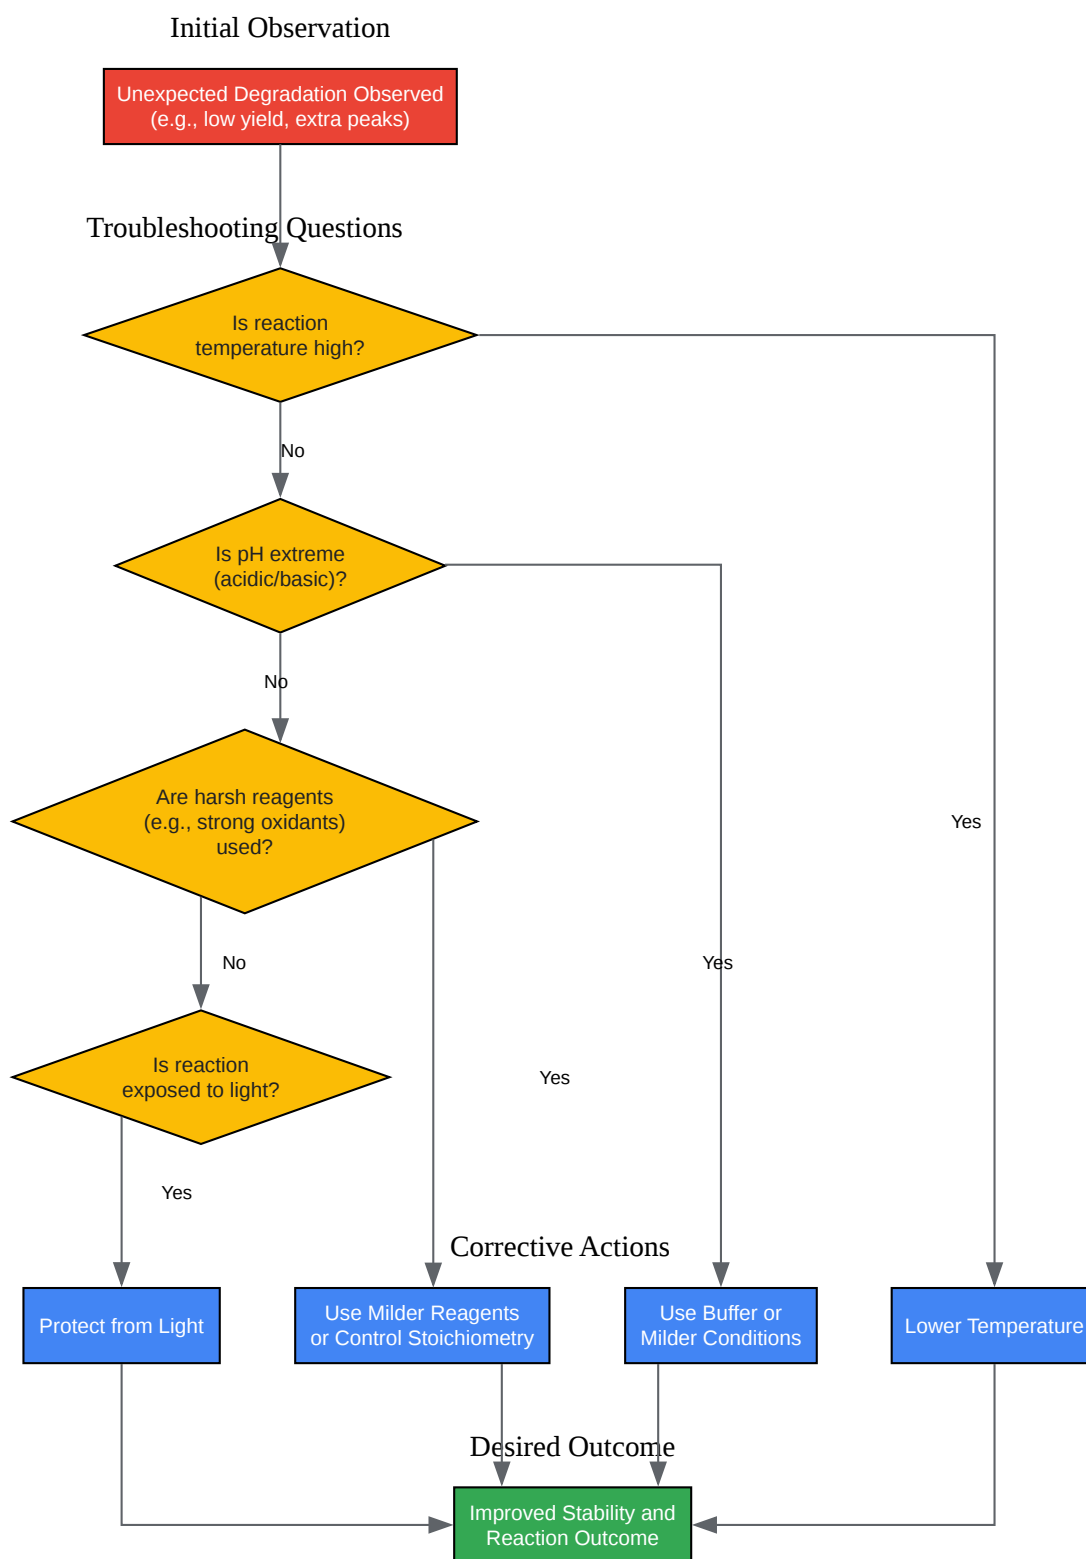 Initial Observation
Unexpected Degradation Observed
(e.g., low yield, extra peaks)
Troubleshooting Questions
Is reaction
temperature high?
No
Is pH extreme
(acidic/basic)?
No
Are harsh reagents
(e.g., strong oxidants)
used?
Yes
No
Yes
Is reaction
exposed to light?
Yes
Yes
Corrective Actions
Protect from Light
Use Milder Reagents
or Control Stoichiometry
Use Buffer or
Milder Conditions
Lower Temperature
Desired Outcome
Improved Stability and
Reaction Outcome